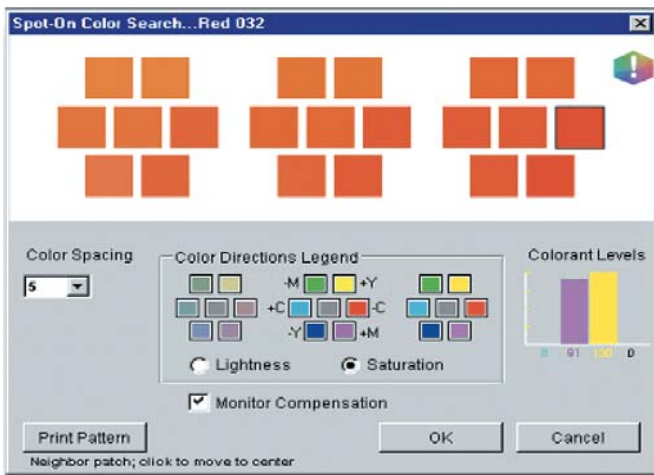 Spot-On Color Search...Red 032
Color Spacing
5
Color Directions Legend
-M +Y
+C -C
-Y +M
Lightness
Saturation
Colorant Levels
0 91 100 0
Monitor Compensation
Print Pattern
OK
Cancel
Neighbor patch; click to move to center